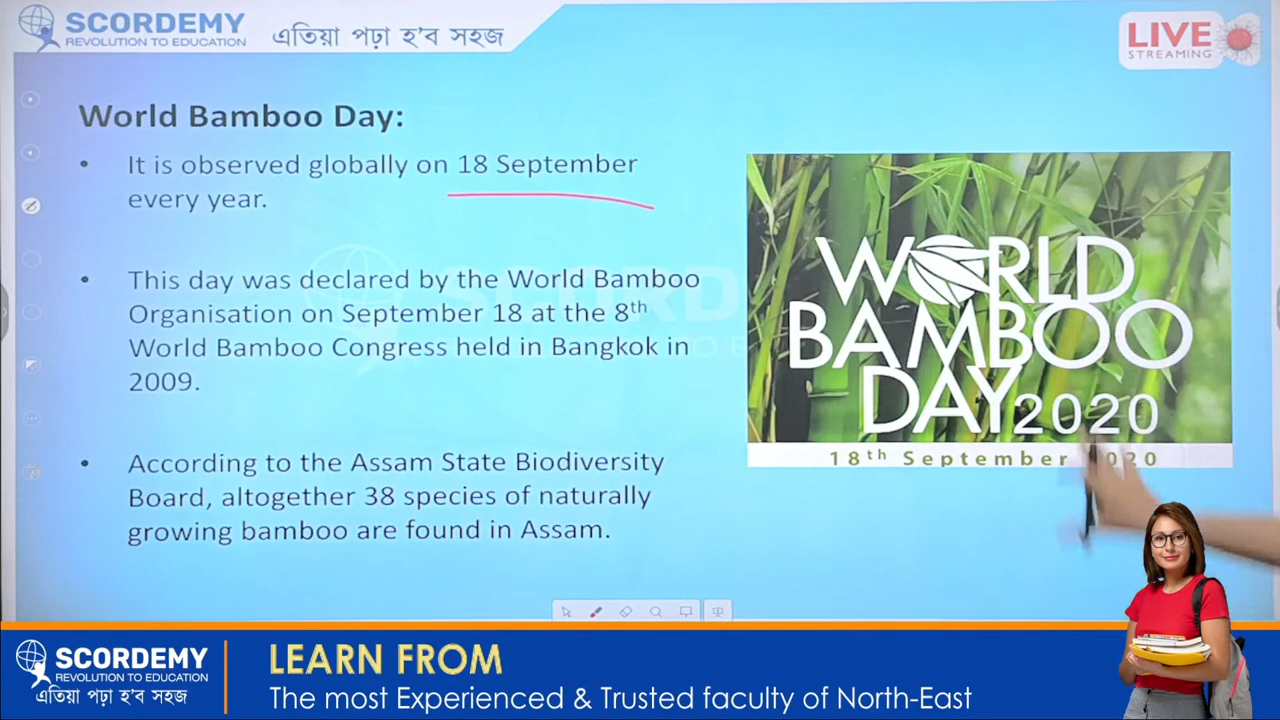 SCORDEMY
REVOLUTION TO EDUCATION
এতিয়া পঢ়া হ'ব সহজ
LIVE
STREAMING
World Bamboo Day:
• It is observed globally on 18 September
every year.
• This day was declared by the World Bamboo
Organisation on September 18 at the 8th
World Bamboo Congress held in Bangkok in
2009.
• According to the Assam State Biodiversity
Board, altogether 38 species of naturally
growing bamboo are found in Assam.
WORLD
BAMBOO
DAY2020
18th September 2020
SCORDEMY
REVOLUTION TO EDUCATION
এতিয়া পঢ়া হ'ব সহজ
LEARN FROM
The most Experienced & Trusted faculty of North-East